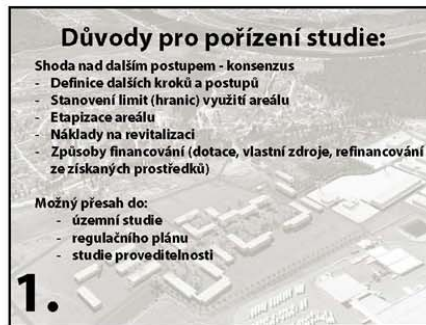 Důvody pro pořízení studie:
Shoda nad dalším postupem - konsenzus
- Definice dalších kroků a postupů
- Stanovení limit (hranic) využití areálu
- Etapizace areálu
- Náklady na revitalizaci
- Způsoby financování (dotace, vlastní zdroje, refinancování
ze získaných prostředků)
Možný přesah do:
- územní studie
- regulačního plánu
- studie proveditelnosti
1.